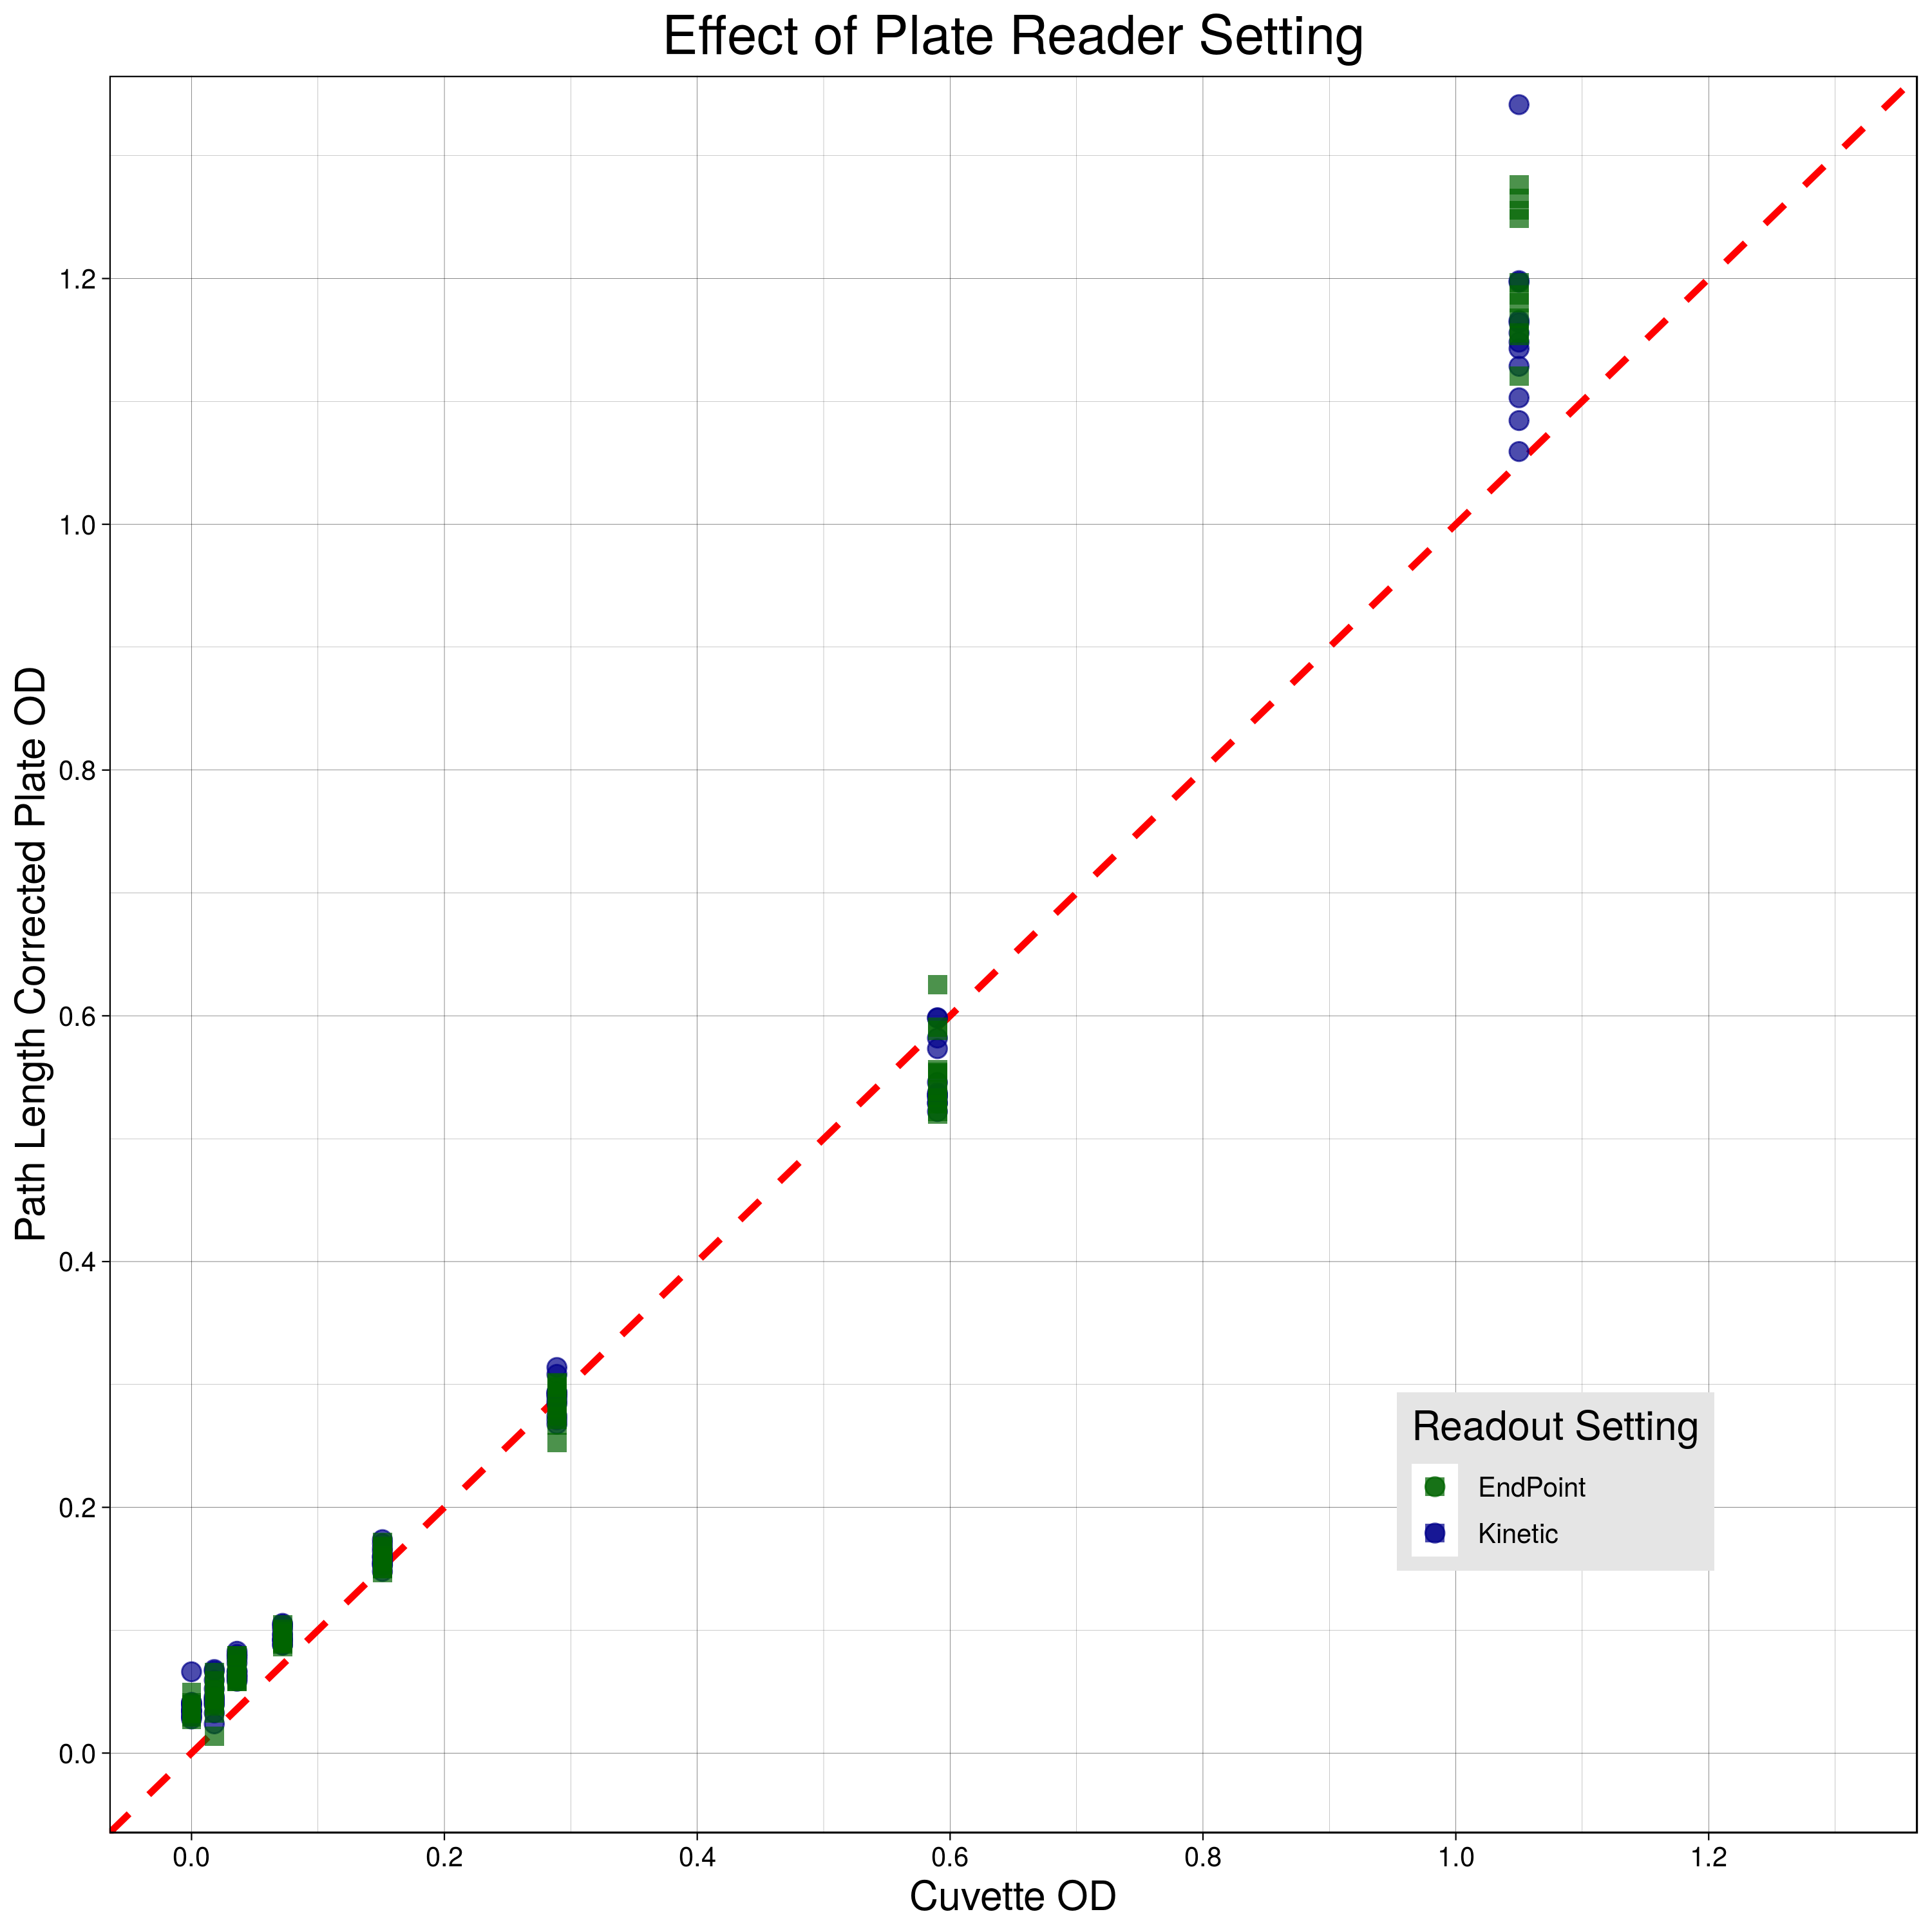 Effect of Plate Reader Setting
Path Length Corrected Plate OD
1.2
1.0
0.8
0.6
0.4
0.2
0.0
Readout Setting
EndPoint
Kinetic
0.0 0.2 0.4 0.6 0.8 1.0 1.2
Cuvette OD